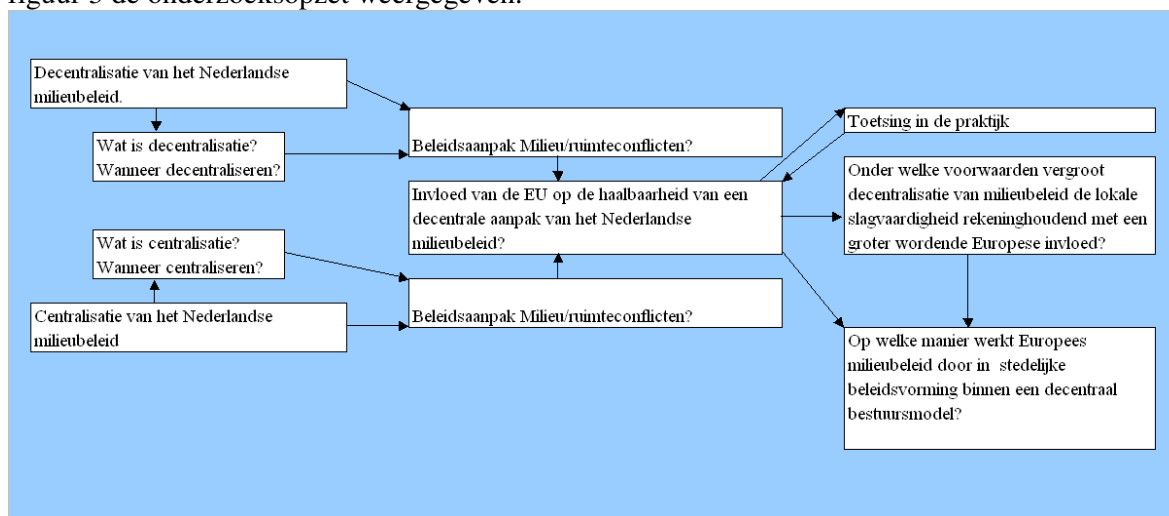 figuur 3 de onderzoeksopzet weergegeven.
Decentralisatie van het Nederlandse
milieubeleid.
Wat is decentralisatie?
Wanneer decentraliseren?
Beleidsaanpak Milieu/ruimteconflicten?
Toetsing in de praktijk
Invloed van de EU op de haalbaarheid van een
decentrale aanpak van het Nederlandse
milieubeleid?
Onder welke voorwaarden vergroot
decentralisatie van milieubeleid de lokale
slagvaardigheid rekeninghoudend met een
groter wordende Europese invloed?
Wat is centralisatie?
Wanneer centraliseren?
Beleidsaanpak Milieu/ruimteconflicten?
Centralisatie van het Nederlandse
milieubeleid
Op welke manier werkt Europees
milieubeleid door in stedelijke
beleidsvorming binnen een decentraal
bestuursmodel?